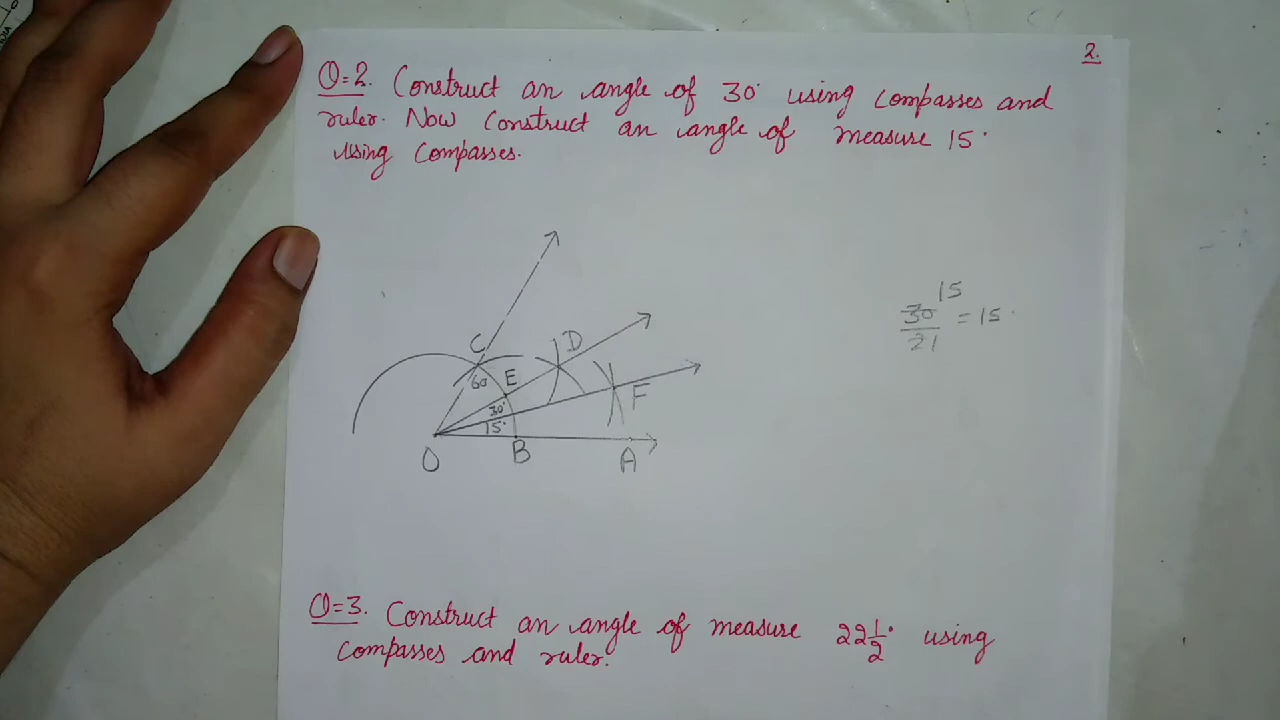 2.
Q=2. Construct an angle of 30° using compasses and
ruler. Now construct an angle of measure 15°
using compasses.
15
30/21 = 15°
C
D
60
E
30°
F
15°
O
B
A
Q=3. Construct an angle of measure 22 1/2° using
compasses and ruler.